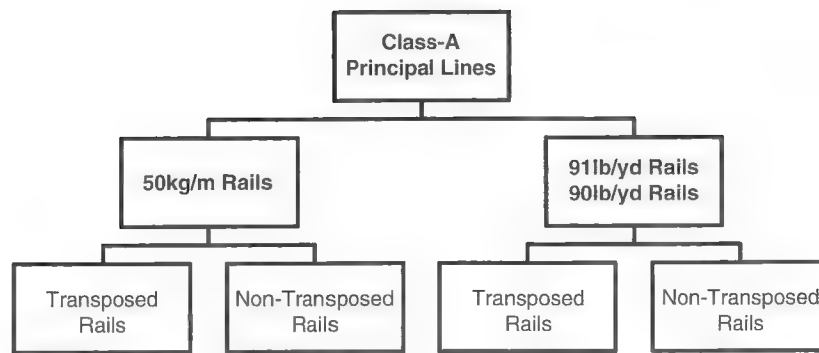 Class-A
Principal Lines
50kg/m Rails
91lb/yd Rails
90lb/yd Rails
Transposed
Rails
Non-Transposed
Rails
Transposed
Rails
Non-Transposed
Rails